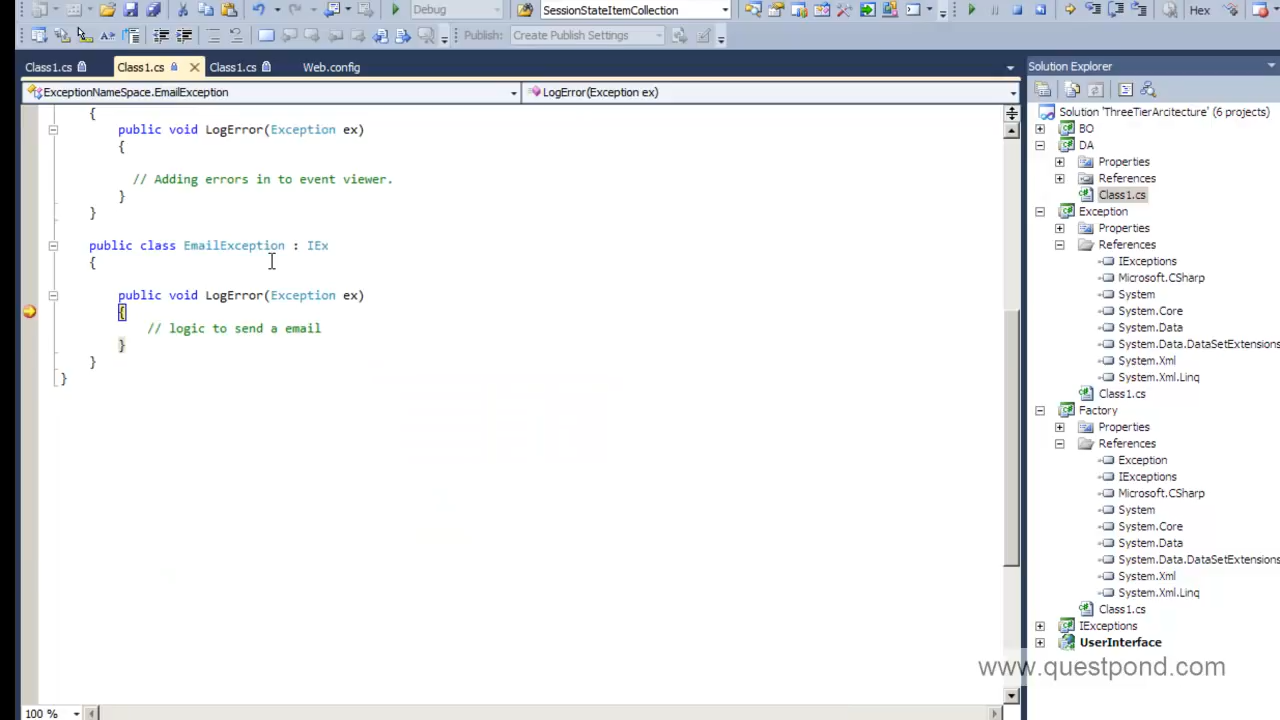 Debug
SessionStateItemCollection
Hex
Publish:
Create Publish Settings
Class1.cs
Class1.cs
Class1.cs
Web.config
ExceptionNameSpace.EmailException
LogError(Exception ex)
{
public void LogError(Exception ex)
{
// Adding errors in to event viewer.
}
}
public class EmailException : IEx
{
public void LogError(Exception ex)
{
// logic to send a email
}
}
}
100 %
Solution Explorer
Solution 'ThreeTierArcitecture' (6 projects)
BO
DA
Properties
References
Class1.cs
Exception
Properties
References
IExceptions
Microsoft.CSharp
System
System.Core
System.Data
System.Data.DataSetExtensions
System.Xml
System.Xml.Linq
Class1.cs
Factory
Properties
References
Exception
IExceptions
Microsoft.CSharp
System
System.Core
System.Data
System.Data.DataSetExtensions
System.Xml
System.Xml.Linq
Class1.cs
IExceptions
UserInterface
www.questpond.com